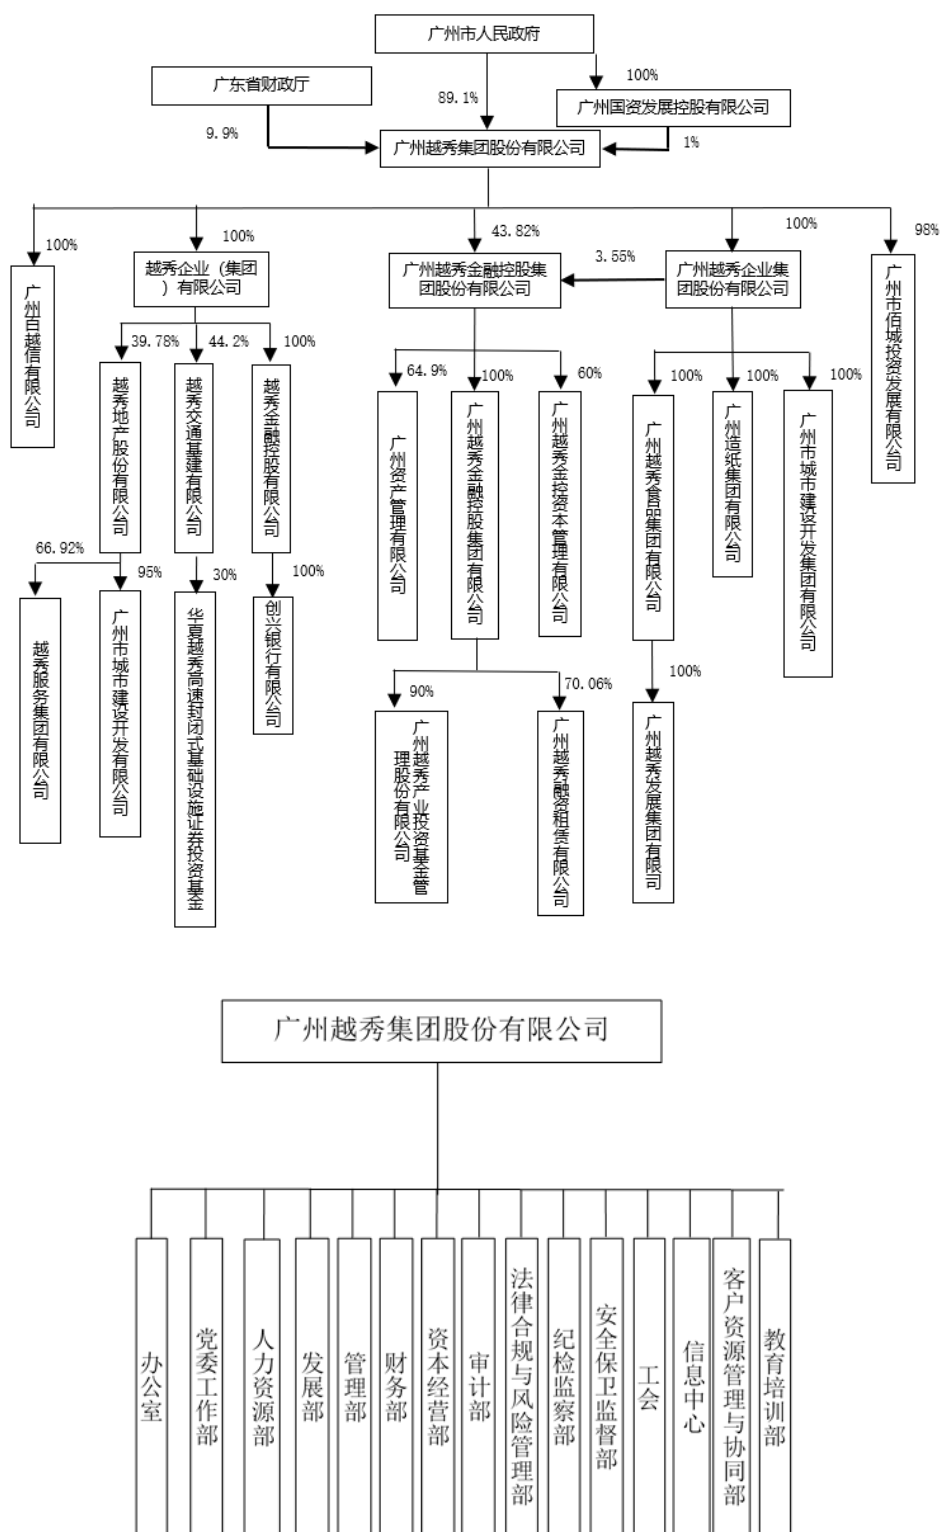 广州市人民政府
广东省财政厅
100%
89.1%
广州国资发展控股有限公司
9.9%
1%
广州越秀集团股份有限公司
100%
100%
43.82%
3.55%
100%
98%
广州百越信有限公司
越秀企业（集团
）有限公司
广州越秀金融控股集
团股份有限公司
广州越秀企业集
团股份有限公司
广州市佰城投资发展有限公司
39.78%
44.2%
100%
64.9%
100%
60%
100%
100%
100%
越秀地产股份有限公司
越秀交通基建有限公司
越秀金融控股有限公司
广州资产管理有限公司
广州越秀金融控股集团有限公司
广州越秀金控资本管理有限公司
广州越秀食品集团有限公司
广州造纸集团有限公司
广州市城市建设开发集团有限公司
66.92%
95%
30%
100%
越秀服务集团有限公司
广州市城市建设开发有限公司
华夏越秀高速封闭式基础设施证券投资基金
创兴银行有限公司
90%
70.06%
100%
广州越秀产业投资基金管
理股份有限公司
广州越秀融资租赁有限公司
广州越秀发展集团有限司
广州越秀集团股份有限公司
办公室
党委工作部
人力资源部
发展部
管理部
财务部
资本经营部
审计部
法律合规与风险管理部
纪检监察部
安全保卫监督部
工会
信息中心
客户资源管理与协同部
教育培训部